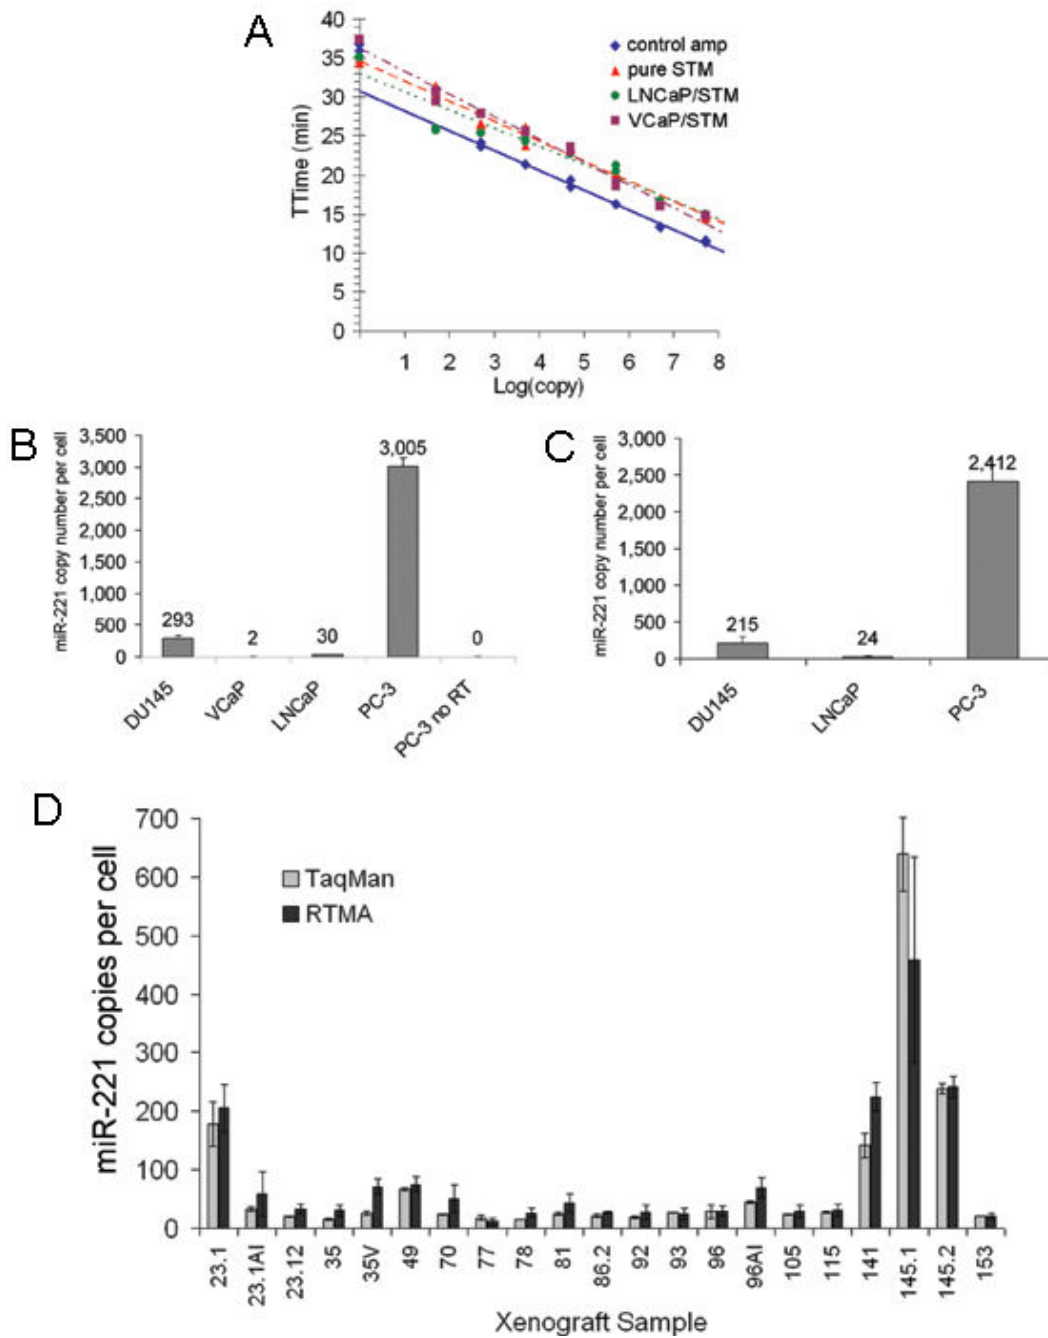 A
40
35
30
25
20
15
10
5
0
TTime (min)
1 2 3 4 5 6 7 8
Log(copy)
control amp
pure STM
LNCaP/STM
VCaP/STM
B
miR-221 copy number per cell
3,500
3,000
2,500
2,000
1,500
1,000
500
0
293
2
30
3,005
0
DU145
VCaP
LNCaP
PC-3
PC-3 no RT
C
miR-221 copy number per cell
3,000
2,500
2,000
1,500
1,000
500
0
215
24
2,412
DU145
LNCaP
PC-3
D
miR-221 copies per cell
700
600
500
400
300
200
100
0
TaqMan
RTMA
23.1
23.1AI
23.12
35
35V
49
70
77
78
81
86.2
92
93
96
96AI
105
115
141
145.1
145.2
153
Xenograft Sample